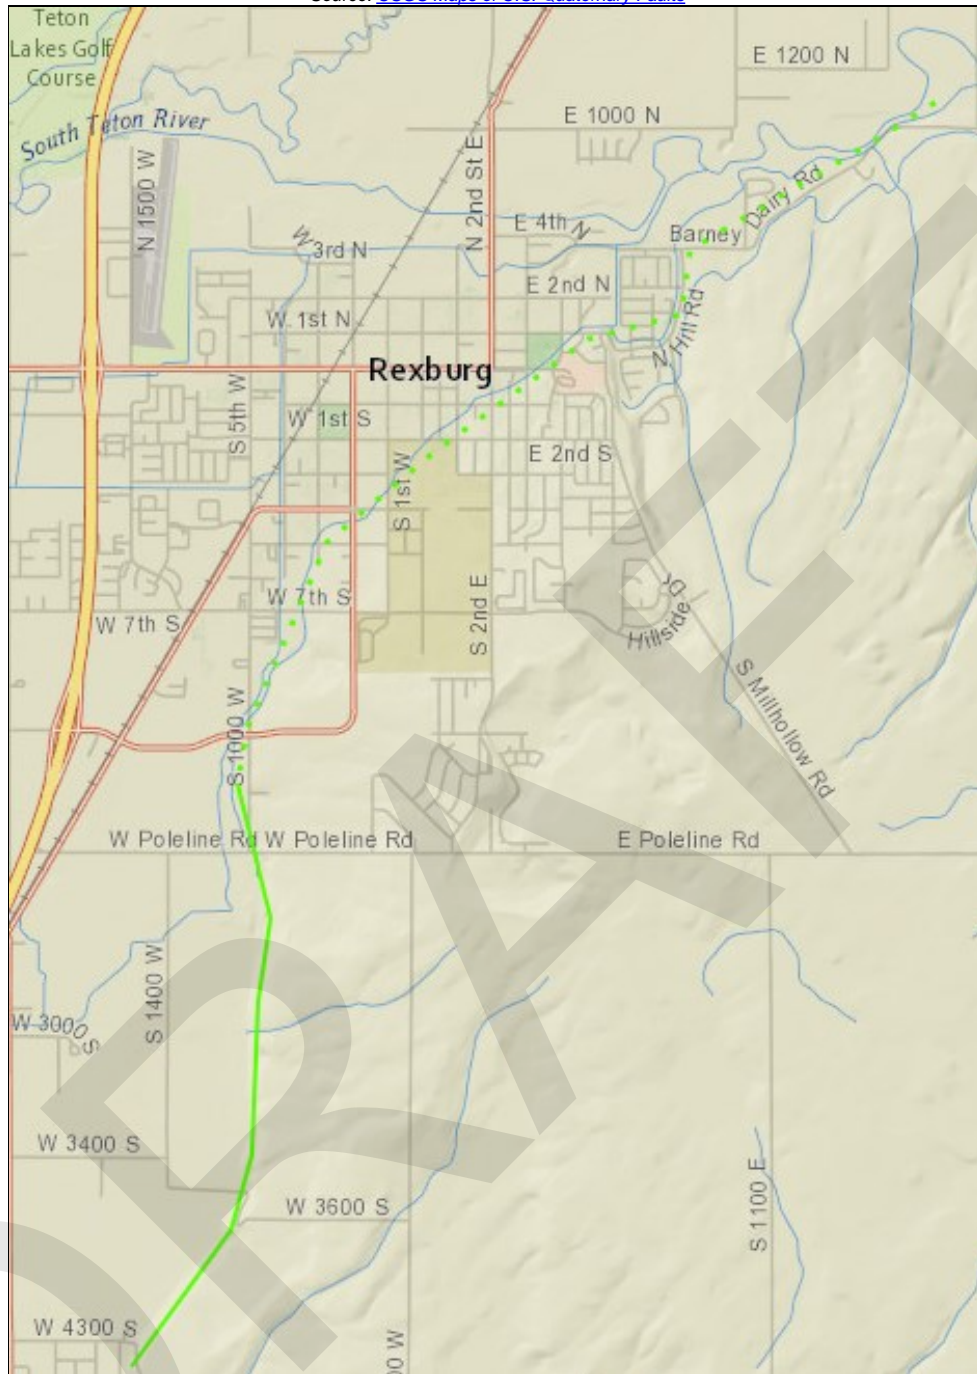 Teton
Lakes Golf
Course
South Teton River
E 1200 N
E 1000 N
N 1500 W
N 2nd St E
W 3rd N
E 4th N
Barney Dairy Rd
E 2nd N
W. 1st N
N Hill Rd
Rexburg
S 5th W
W 1st S
E 2nd S
S 1st W
W 7th S
W 7th S
S 2nd E
Hillside Dr
S Millhollow Rd
S 1000 W
W Poleline Rd
W Poleline Rd
E Poleline Rd
S 1400 W
W 3000 S
W 3400 S
W 3600 S
S 1100 E
W 4300 S
DRAFT